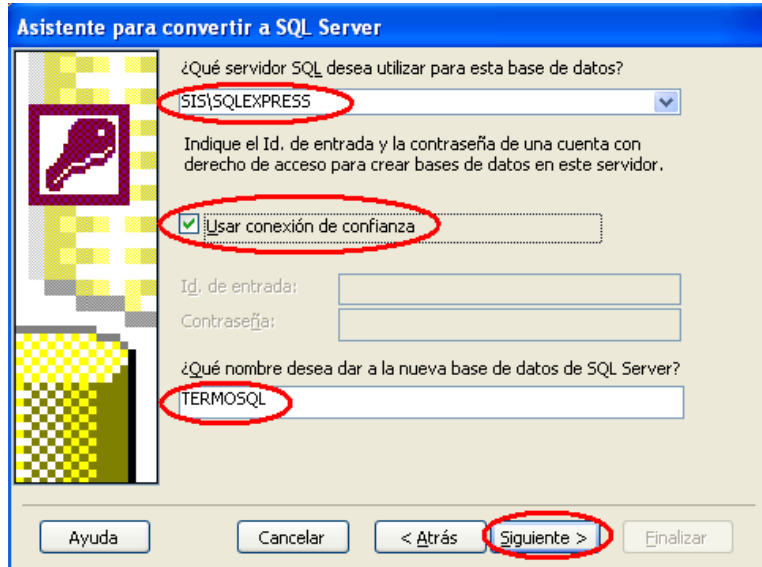 Asistente para convertir a SQL Server
¿Qué servidor SQL desea utilizar para esta base de datos?
SIS\SQLEXPRESS
Indique el Id. de entrada y la contraseña de una cuenta con
derecho de acceso para crear bases de datos en este servidor.
Usar conexión de confianza
Id. de entrada:
Contraseña:
¿Qué nombre desea dar a la nueva base de datos de SQL Server?
TERMOSQL
Ayuda
Cancelar
< Atrás
Siguiente >
Finalizar